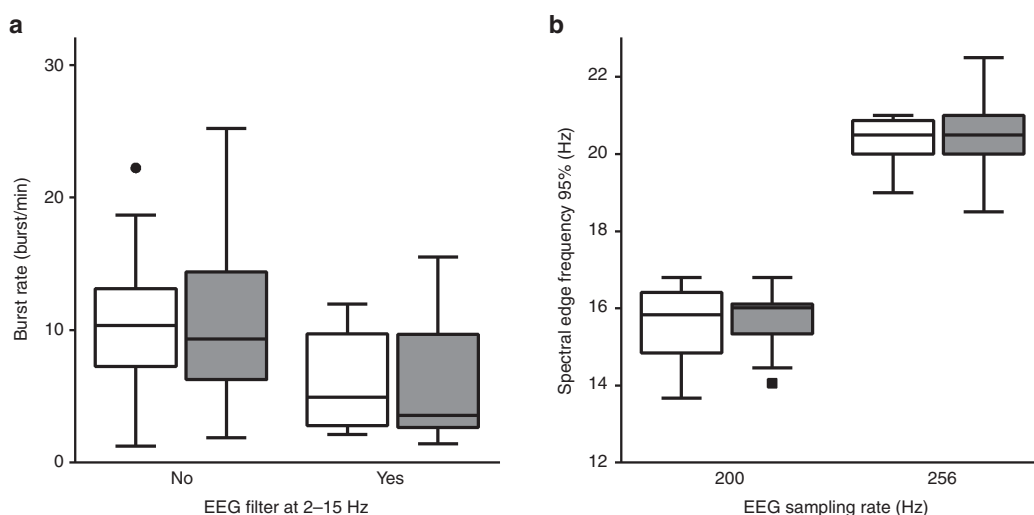 a
30
20
10
0
Burst rate (burst/min)
No
Yes
EEG filter at 2–15 Hz
b
22
20
18
16
14
12
Spectral edge frequency 95% (Hz)
200
256
EEG sampling rate (Hz)